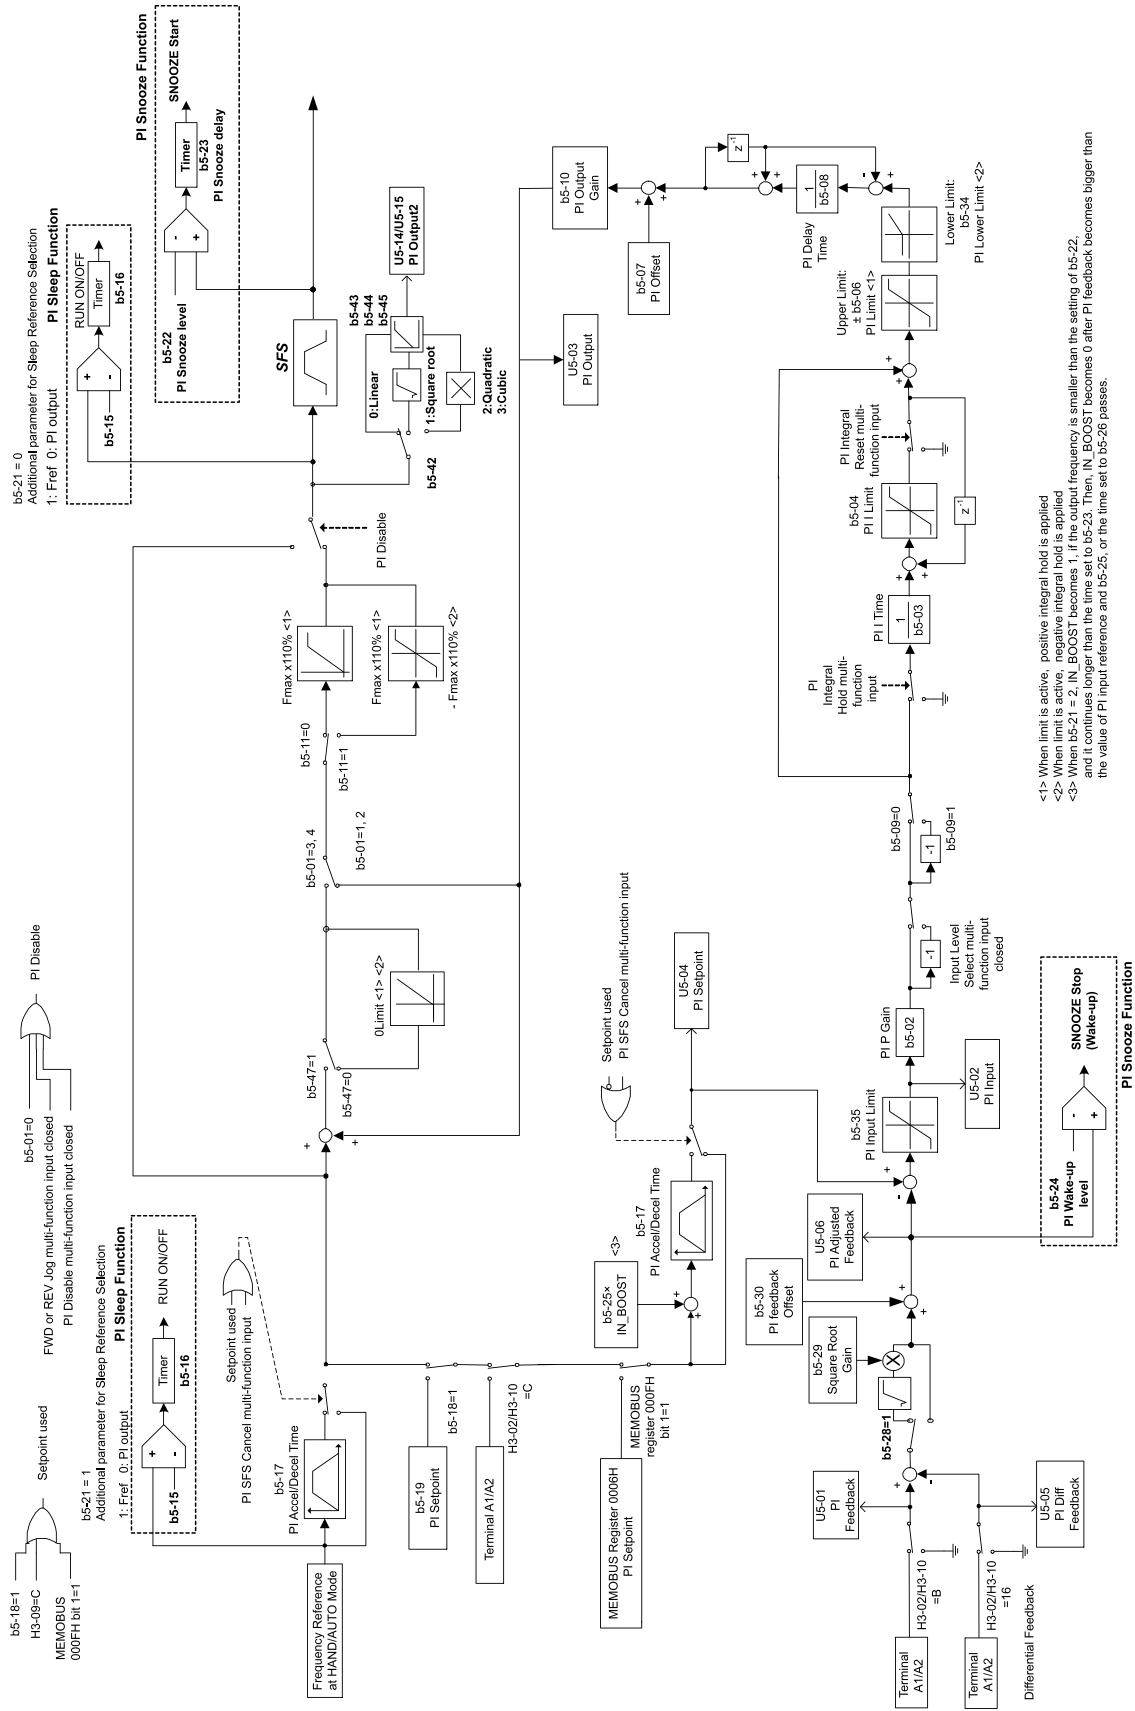 b5-18=1
H3-09=C
MEMOBUS
000FH bit 1=1
Setpoint used
b5-01=0
FWD or REV Jog multi-function input closed
PI Disable multi-function input closed
PI Disable
b5-21 = 1
Additional parameter for Sleep Reference Selection
1: Fref 0: PI output
PI Sleep Function
+
-
b5-15
Timer
b5-16
RUN ON/OFF
b5-21 = 0
Additional parameter for Sleep Reference Selection
1: Fref 0: PI output
PI Sleep Function
RUN ON/OFF
Timer
b5-16
+
-
b5-15
PI Snooze Function
SNOOZE Start
Timer
b5-23
PI Snooze delay
-
+
b5-22
PI Snooze level
Setpoint used
PI SFS Cancel multi-function input
b5-17
PI Accel/Decel Time
Frequency Reference
at HAND/AUTO Mode
+
+
b5-47=1
b5-47=0
0Limit <1> <2>
b5-01=3, 4
b5-01=1, 2
b5-11=0
b5-11=1
Fmax x110% <1>
Fmax x110% <1>
- Fmax x110% <2>
PI Disable
SFS
b5-42
0:Linear
1:Square root
2:Quadratic
3:Cubic
b5-43
b5-44
b5-45
U5-14/U5-15
PI Output2
b5-19
PI Setpoint
b5-18=1
Terminal A1/A2
H3-02/H3-10
=C
MEMOBUS Register 0006H
PI Setpoint
MEMOBUS
register 000FH
bit 1=1
b5-25×
IN_BOOST
<3>
+
+
b5-17
PI Accel/Decel Time
Setpoint used
PI SFS Cancel multi-function input
U5-04
PI Setpoint
U5-03
PI Output
b5-10
PI Output
Gain
b5-07
PI Offset
+
+
z-1
+
+
1
b5-08
PI Delay
Time
-
+
Terminal
A1/A2
H3-02/H3-10
=B
U5-01
PI
Feedback
Terminal
A1/A2
H3-02/H3-10
=16
Differential Feedback
U5-05
PI Diff
Feedback
+
-
b5-28=1
b5-29
Square Root
Gain
b5-30
PI feedback
Offset
+
+
U5-06
PI Adjusted
Feedback
+
-
b5-35
PI Input Limit
U5-02
PI Input
PI P Gain
b5-02
-1
Input Level
Select multi-
function input
closed
b5-09=0
-1
b5-09=1
PI
Integral
Hold multi-
function
input
PI I Time
1
b5-03
+
+
b5-04
PI I Limit
PI Integral
Reset multi-
function input
z-1
+
+
Upper Limit:
± b5-06
PI Limit <1>
Lower Limit:
b5-34
PI Lower Limit <2>
b5-24
PI Wake-up
level
-
+
SNOOZE Stop
(Wake-up)
PI Snooze Function
<1> When limit is active, positive integral hold is applied
<2> When limit is active, negative integral hold is applied
<3> When b5-21 = 2, IN_BOOST becomes 1, if the output frequency is smaller than the setting of b5-22,
and it continues longer than the time set to b5-23. Then, IN_BOOST becomes 0 after PI feedback becomes bigger than
the value of PI input reference and b5-25, or the time set to b5-26 passes.